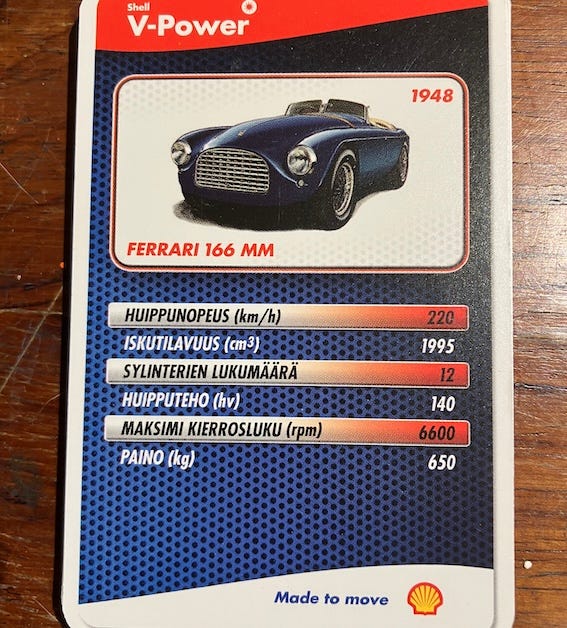 Shell
V-Power
1948
FERRARI 166 MM
HUIPPUNOPEUS (km/h) 220
ISKUTILAVUUS (cm³) 1995
SYLINTERIEN LUKUMÄÄRÄ 12
HUIPPUTEHO (hv) 140
MAKSIMI KIERROSLUKU (rpm) 6600
PAINO (kg) 650
Made to move